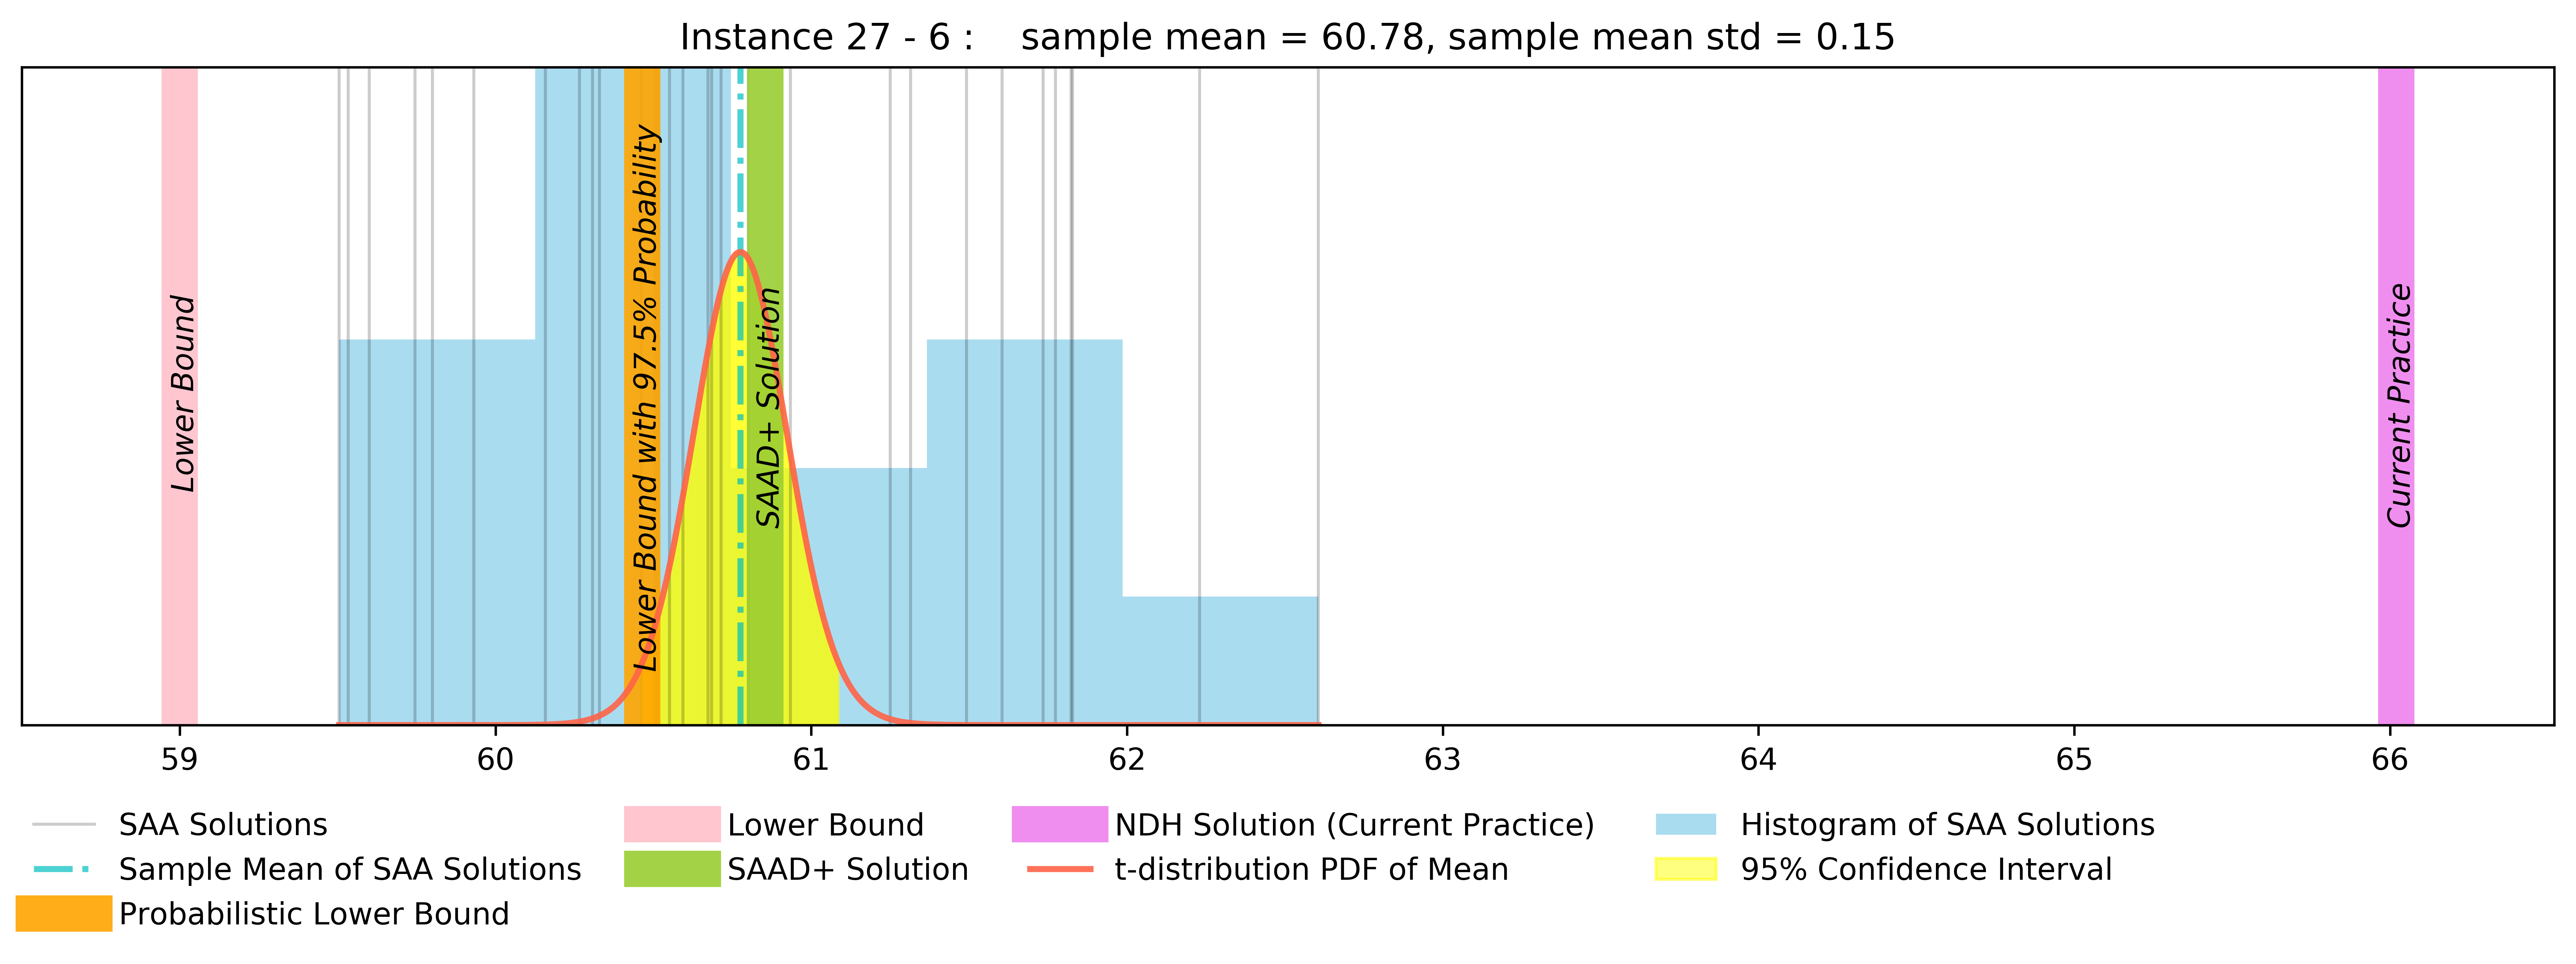 Instance 27 - 6 :    sample mean = 60.78, sample mean std = 0.15
Lower Bound
Lower Bound with 97.5% Probability
SAAD+ Solution
Current Practice
59 60 61 62 63 64 65 66
SAA Solutions
Sample Mean of SAA Solutions
Probabilistic Lower Bound
Lower Bound
SAAD+ Solution
NDH Solution (Current Practice)
t-distribution PDF of Mean
Histogram of SAA Solutions
95% Confidence Interval